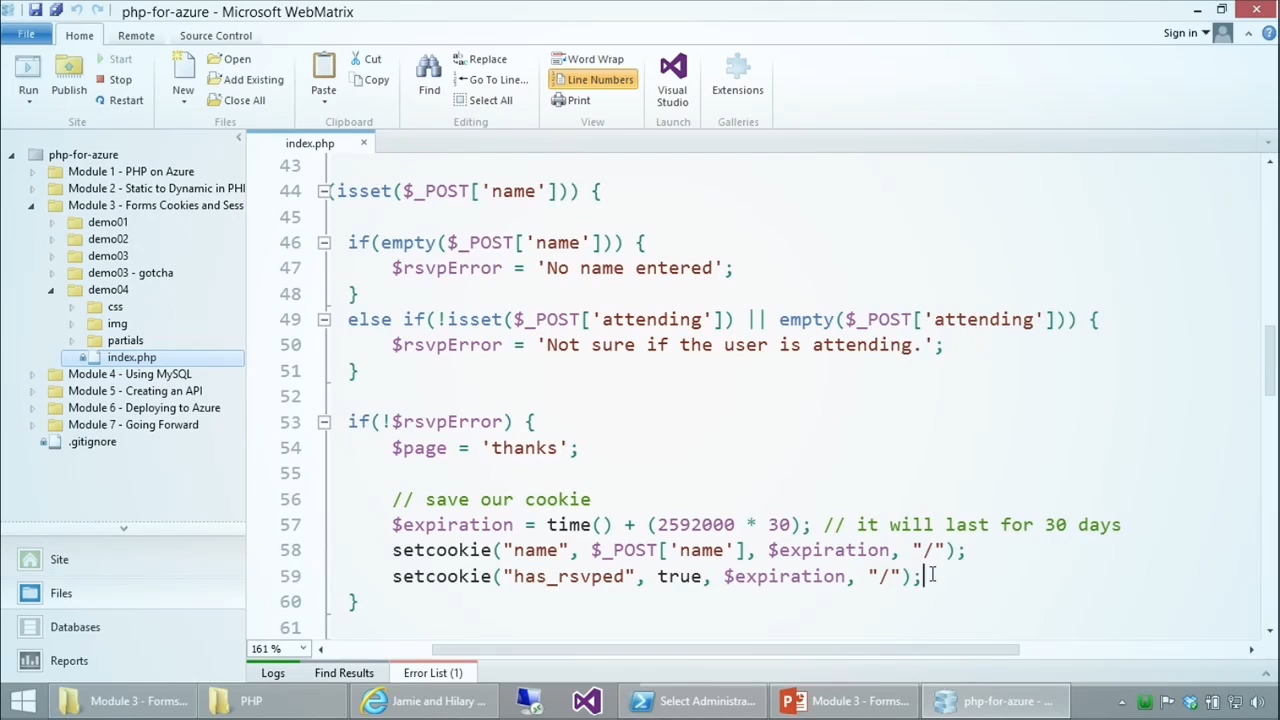 php-for-azure - Microsoft WebMatrix
File Home Remote Source Control Sign in
Run Publish Start Stop Restart Site
New Open Add Existing Close All Files
Paste Cut Copy Clipboard
Find Replace Go To Line... Select All Editing
Word Wrap Line Numbers Print View
Visual Studio Launch
Extensions Galleries
php-for-azure
Module 1 - PHP on Azure
Module 2 - Static to Dynamic in PHI
Module 3 - Forms Cookies and Sess
demo01
demo02
demo03
demo03 - gotcha
demo04
css
img
partials
index.php
Module 4 - Using MySQL
Module 5 - Creating an API
Module 6 - Deploying to Azure
Module 7 - Going Forward
.gitignore
Site
Files
Databases
Reports
index.php
43
44 (isset($_POST['name'])) {
45
46 if(empty($_POST['name'])) {
47 $rsvpError = 'No name entered';
48 }
49 else if(!isset($_POST['attending']) || empty($_POST['attending'])) {
50 $rsvpError = 'Not sure if the user is attending.';
51 }
52
53 if(!$rsvpError) {
54 $page = 'thanks';
55
56 // save our cookie
57 $expiration = time() + (2592000 * 30); // it will last for 30 days
58 setcookie("name", $_POST['name'], $expiration, "/");
59 setcookie("has_rsvped", true, $expiration, "/");
60 }
61
161 %
Logs Find Results Error List (1)
Module 3 - Forms... PHP Jamie and Hilary ... Select Administra... Module 3 - Forms... php-for-azure - ...